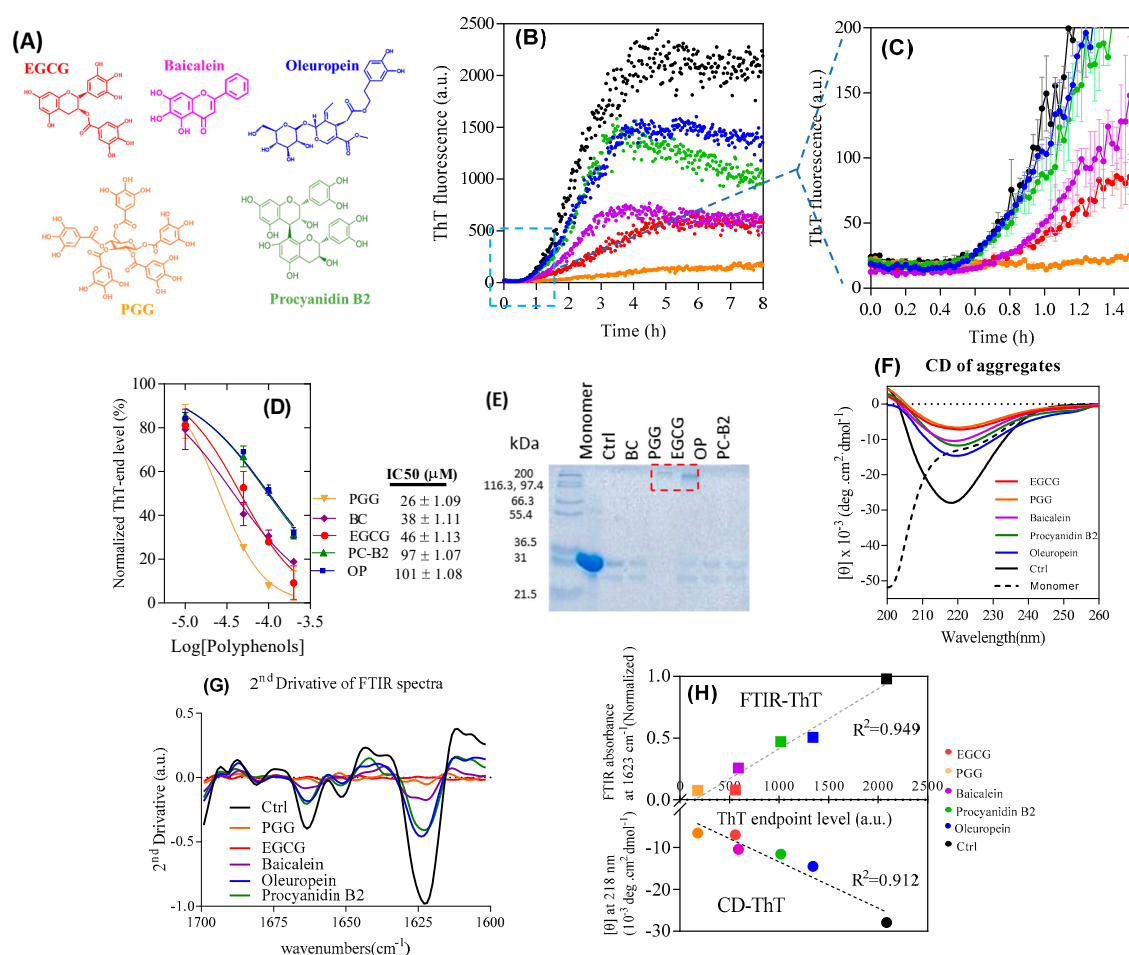 (A)
EGCG
Baicalein
Oleuropein
PGG
Procyanidin B2
(B)
ThT fluorescence (a.u.)
2500
2000
1500
1000
500
0
0 1 2 3 4 5 6 7 8
Time (h)
(C)
ThT fluorescence (a.u.)
200
150
100
50
0
0.0 0.2 0.4 0.6 0.8 1.0 1.2 1.4
Time (h)
(D)
Normalized ThT-end level (%)
100
80
60
40
20
0
-5.0 -4.5 -4.0 -3.5
Log[Polyphenols]
IC50 (µM)
PGG 26 ± 1.09
BC 38 ± 1.11
EGCG 46 ± 1.13
PC-B2 97 ± 1.07
OP 101 ± 1.08
(E)
kDa
Monomer
Ctrl
BC
PGG
EGCG
OP
PC-B2
200
116.3, 97.4
66.3
55.4
36.5
31
21.5
(F)
CD of aggregates
[θ] x 10⁻³ (deg .cm².dmol⁻¹)
0
-10
-20
-30
-40
-50
200 210 220 230 240 250 260
Wavelength(nm)
EGCG
PGG
Baicalein
Procyanidin B2
Oleuropein
Ctrl
Monomer
(G)
2ⁿᵈ Drivative of FTIR spectra
2ⁿᵈ Drivative (a.u.)
0.5
0.0
-0.5
-1.0
1700 1675 1650 1625 1600
wavenumbers(cm⁻¹)
Ctrl
PGG
EGCG
Baicalein
Oleuropein
Procyanidin B2
(H)
FTIR absorbance
at 1623 cm⁻¹(Normalized)
1.0
0.5
0.0
FTIR-ThT
R²=0.949
0 500 1000 1500 2000 2500
ThT endpoint level (a.u.)
[θ] at 218 nm
(10⁻³ deg .cm² dmol⁻¹)
-10
-20
-30
R²=0.912
CD-ThT
EGCG
PGG
Baicalein
Procyanidin B2
Oleuropein
Ctrl